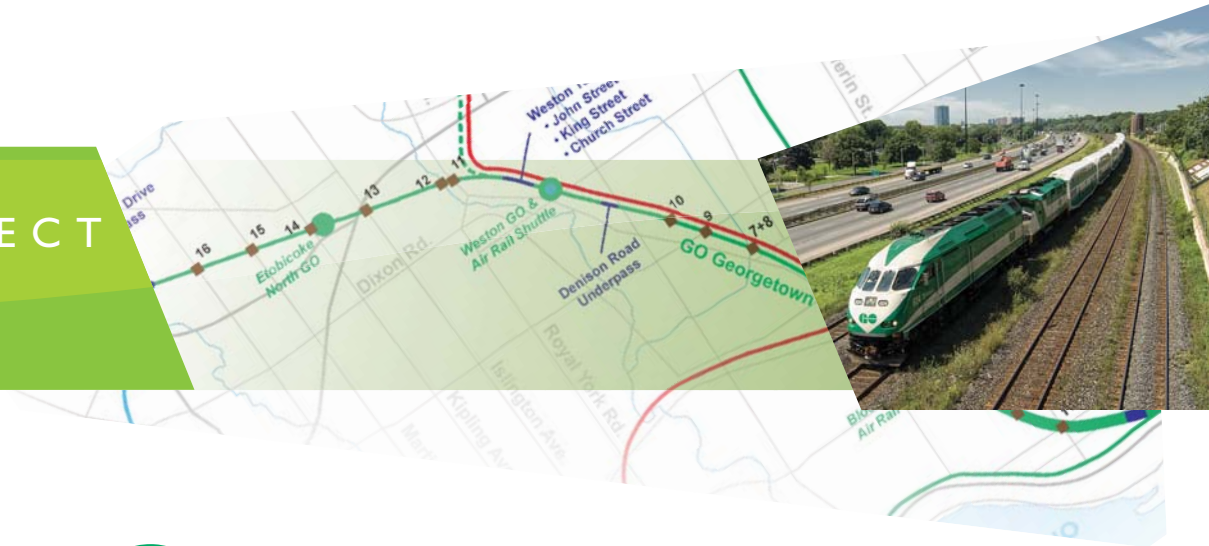 ECT
Drive
16
15
14
Etobicoke
North GO
13
12
11
Dixon Rd.
Weston
• John Street
• King Street
• Church Street
Weston GO &
Air Rail Shuttle
Denison Road
Underpass
10
9
7+8
GO Georgetown
Royal York Rd.
Islington Ave.
Kipling
Air Rail
GO